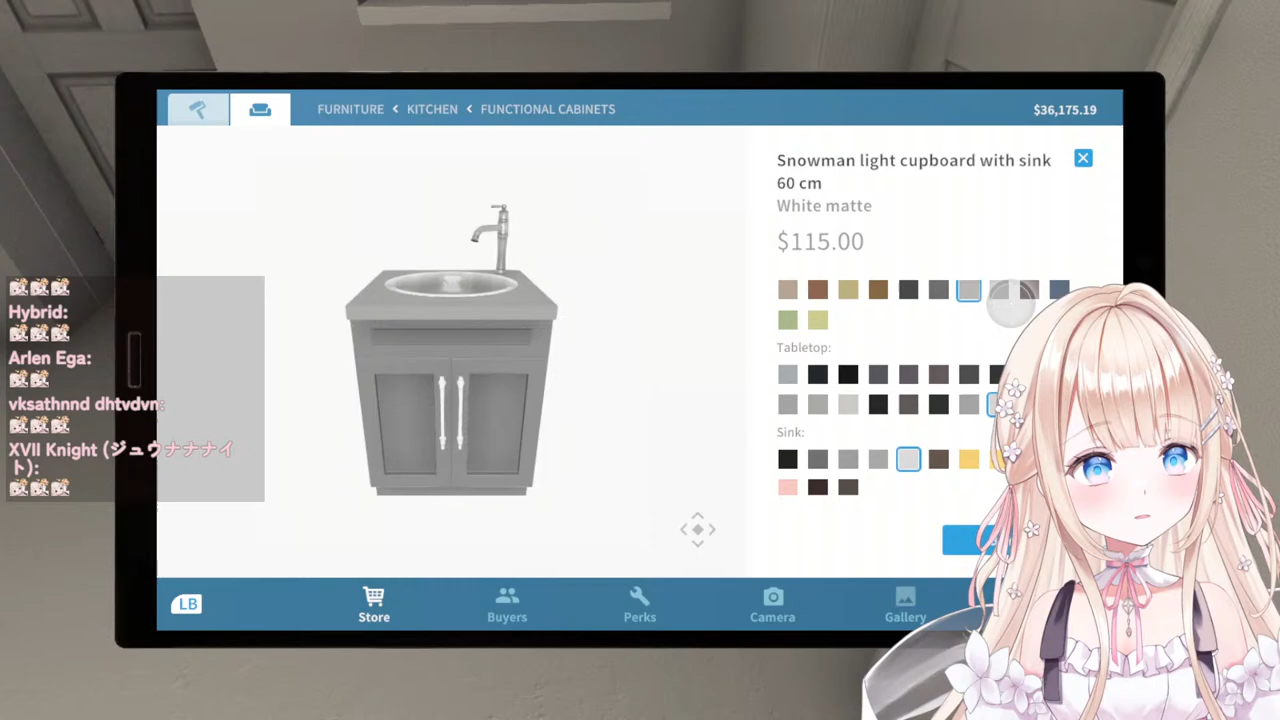 FURNITURE < KITCHEN < FUNCTIONAL CABINETS
$36,175.19
Snowman light cupboard with sink
60 cm
White matte
$115.00
Tabletop:
Sink:
Hybrid:
Arlen Ega:
vksathnnd dhtvdvn:
XVII Knight (ジュウナナナイ
ト):
LB
Store
Buyers
Perks
Camera
Gallery